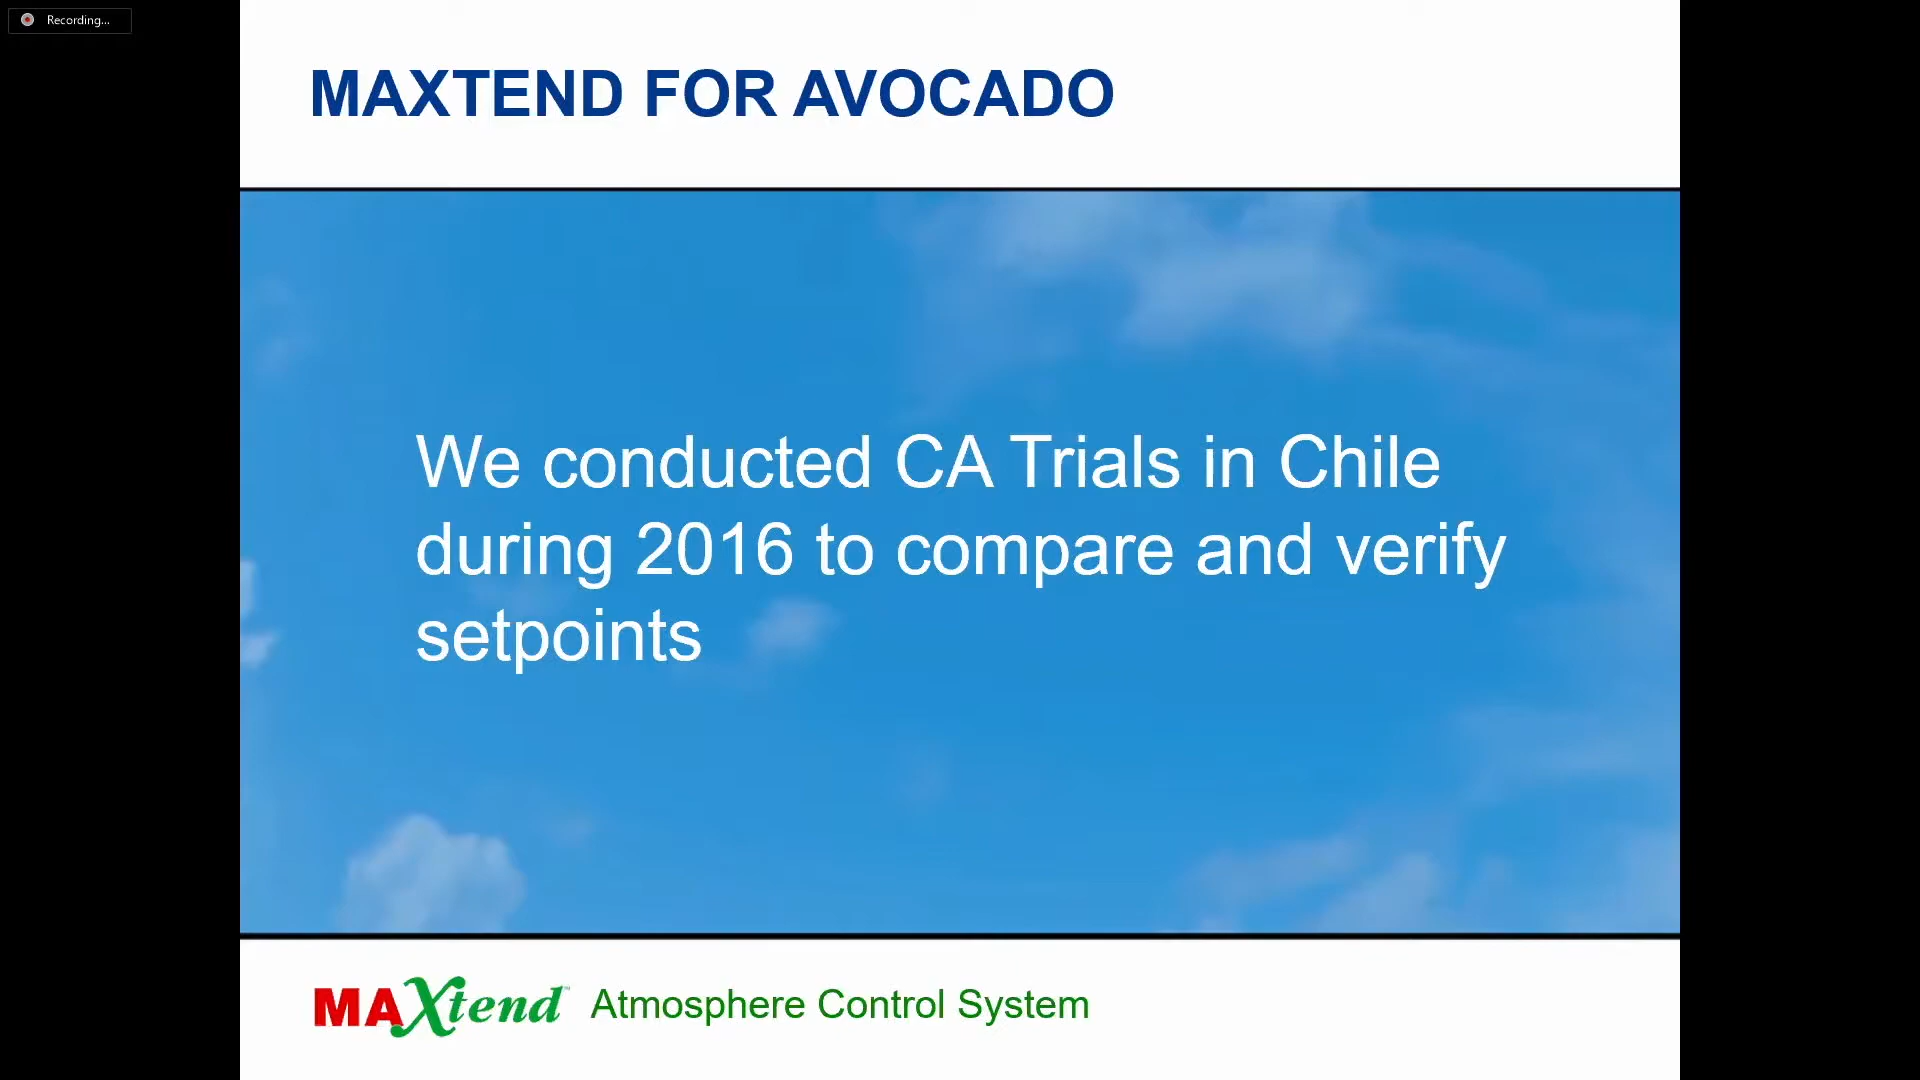 Recording...
MAXTEND FOR AVOCADO
We conducted CA Trials in Chile
during 2016 to compare and verify
setpoints
MAXtend™ Atmosphere Control System